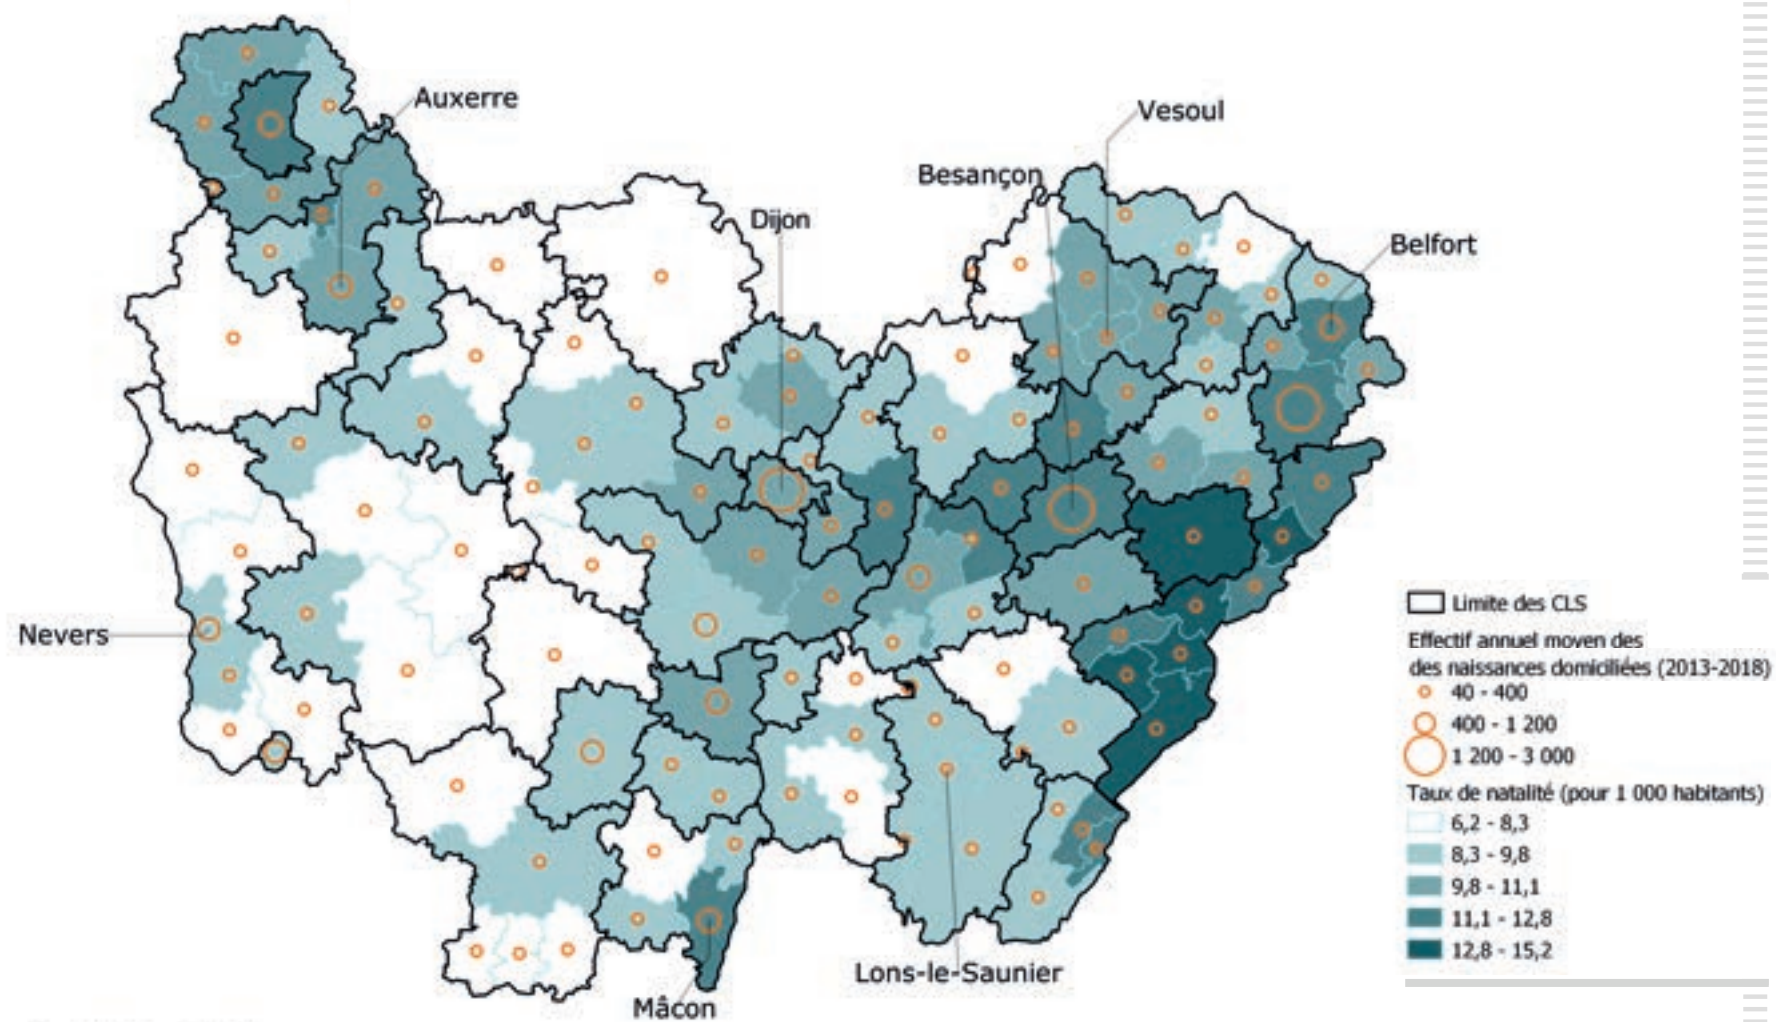 Auxerre
Vesoul
Besançon
Dijon
Belfort
Nevers
Lons-le-Saunier
Mâcon
Limite des CLS
Effectif annuel moyen des
des naissances domiciliées (2013-2018)
40 - 400
400 - 1 200
1 200 - 3 000
Taux de natalité (pour 1 000 habitants)
6,2 - 8,3
8,3 - 9,8
9,8 - 11,1
11,1 - 12,8
12,8 - 15,2